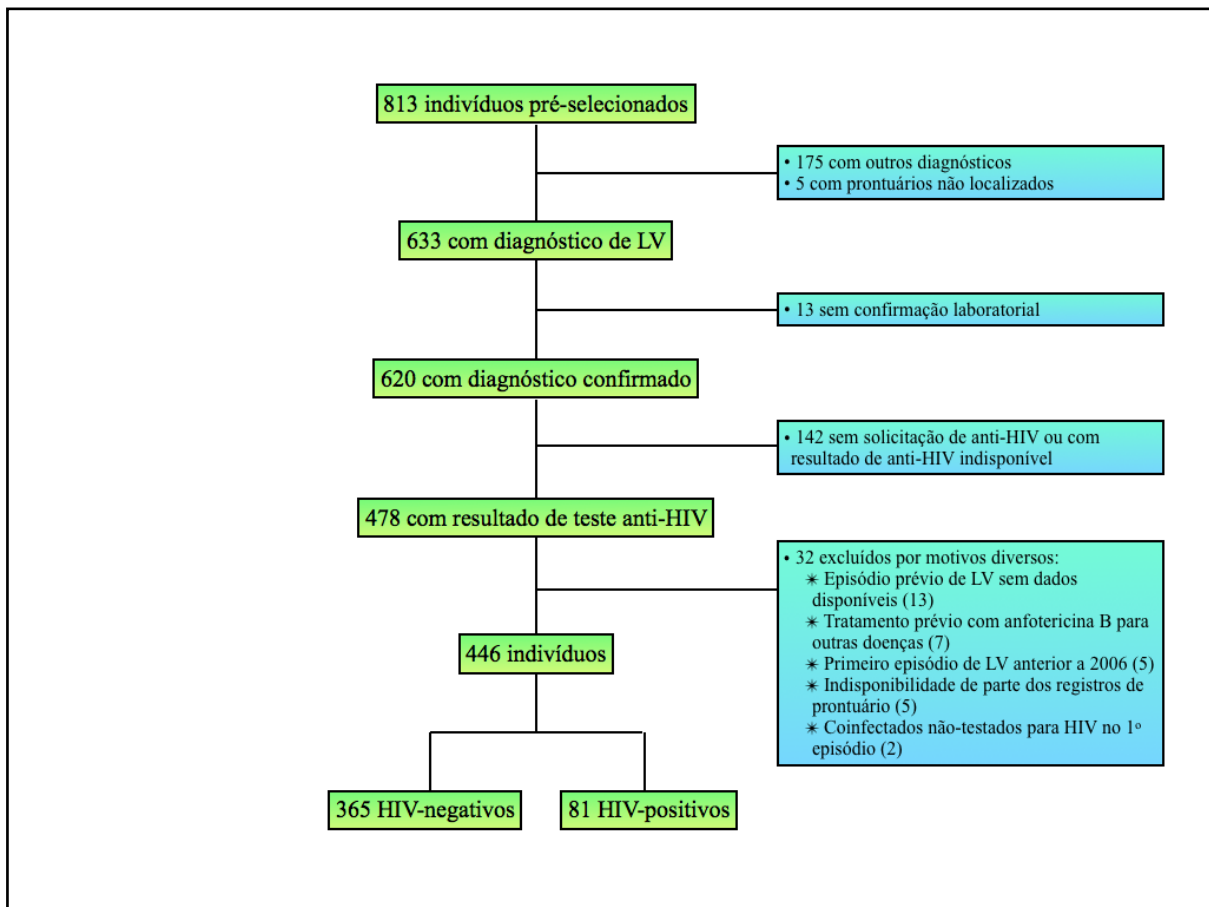 813 indivíduos pré-selecionados
• 175 com outros diagnósticos
• 5 com prontuários não localizados
633 com diagnóstico de LV
• 13 sem confirmação laboratorial
620 com diagnóstico confirmado
• 142 sem solicitação de anti-HIV ou com
resultado de anti-HIV indisponível
478 com resultado de teste anti-HIV
• 32 excluídos por motivos diversos:
✴ Episódio prévio de LV sem dados
disponíveis (13)
✴ Tratamento prévio com anfotericina B para
outras doenças (7)
✴ Primeiro episódio de LV anterior a 2006 (5)
✴ Indisponibilidade de parte dos registros de
prontuário (5)
✴ Coinfectados não-testados para HIV no 1º
episódio (2)
446 indivíduos
365 HIV-negativos
81 HIV-positivos